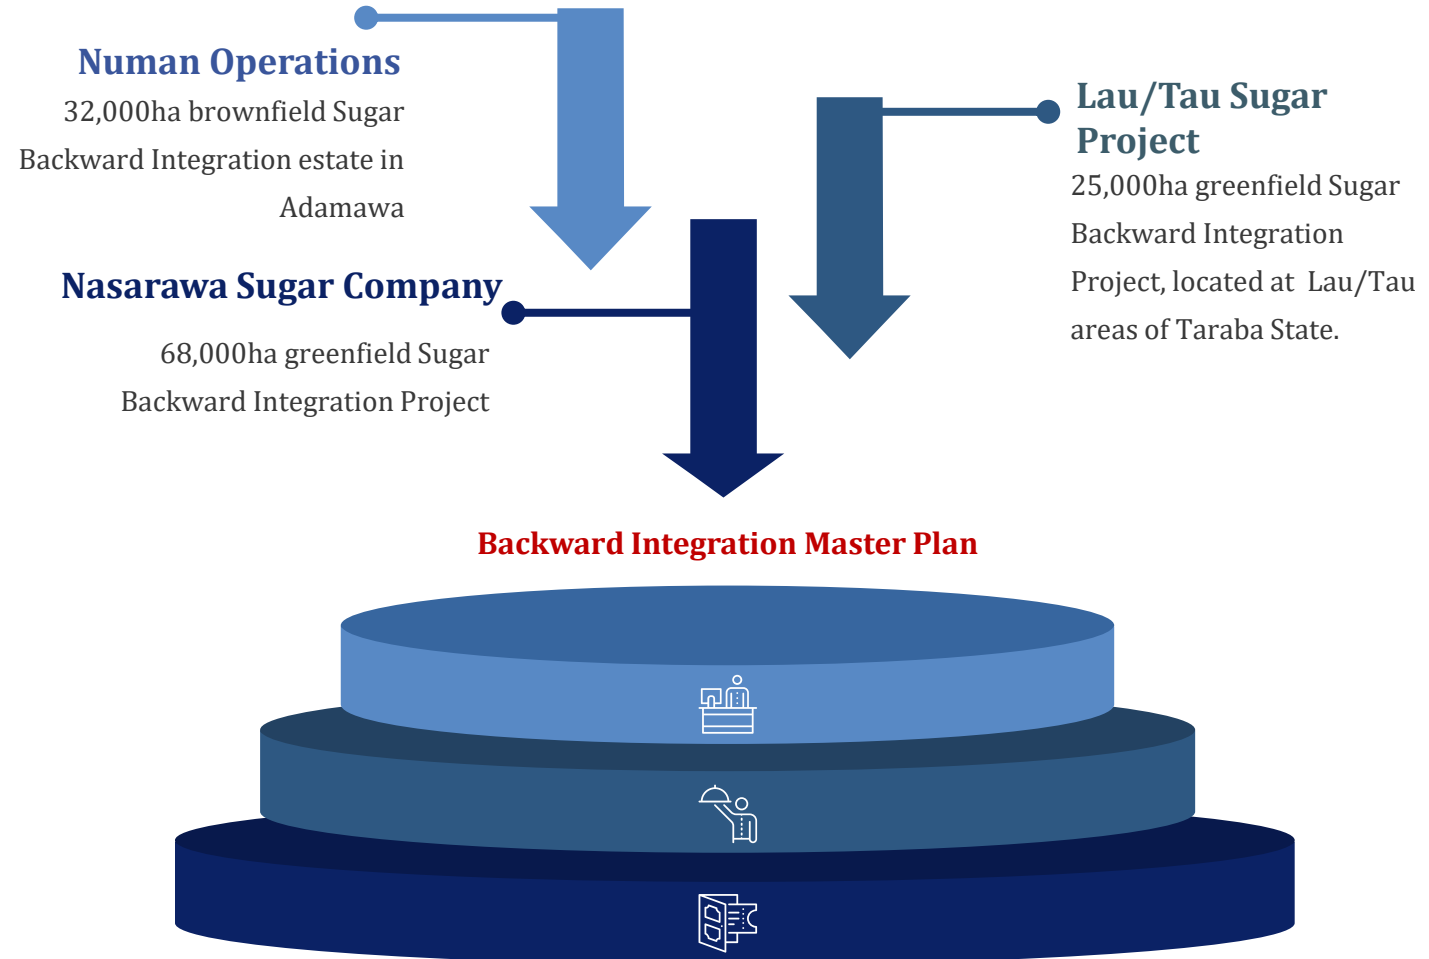 Numan Operations
32,000ha brownfield Sugar
Backward Integration estate in
Adamawa
Lau/Tau Sugar
Project
25,000ha greenfield Sugar
Backward Integration
Project, located at Lau/Tau
areas of Taraba State.
Nasarawa Sugar Company
68,000ha greenfield Sugar
Backward Integration Project
Backward Integration Master Plan